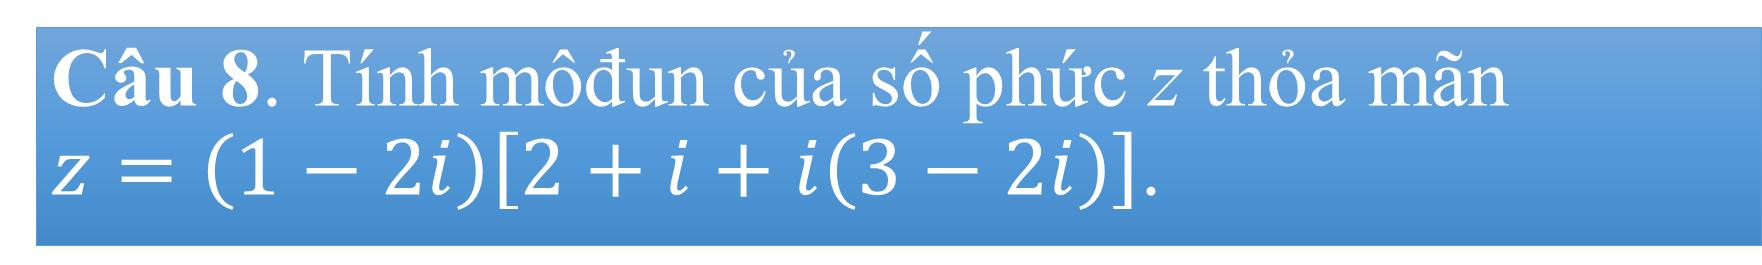 Câu 8. Tính môđun của số phức z thỏa mãn
z = (1 − 2i)[2 + i + i(3 − 2i)].